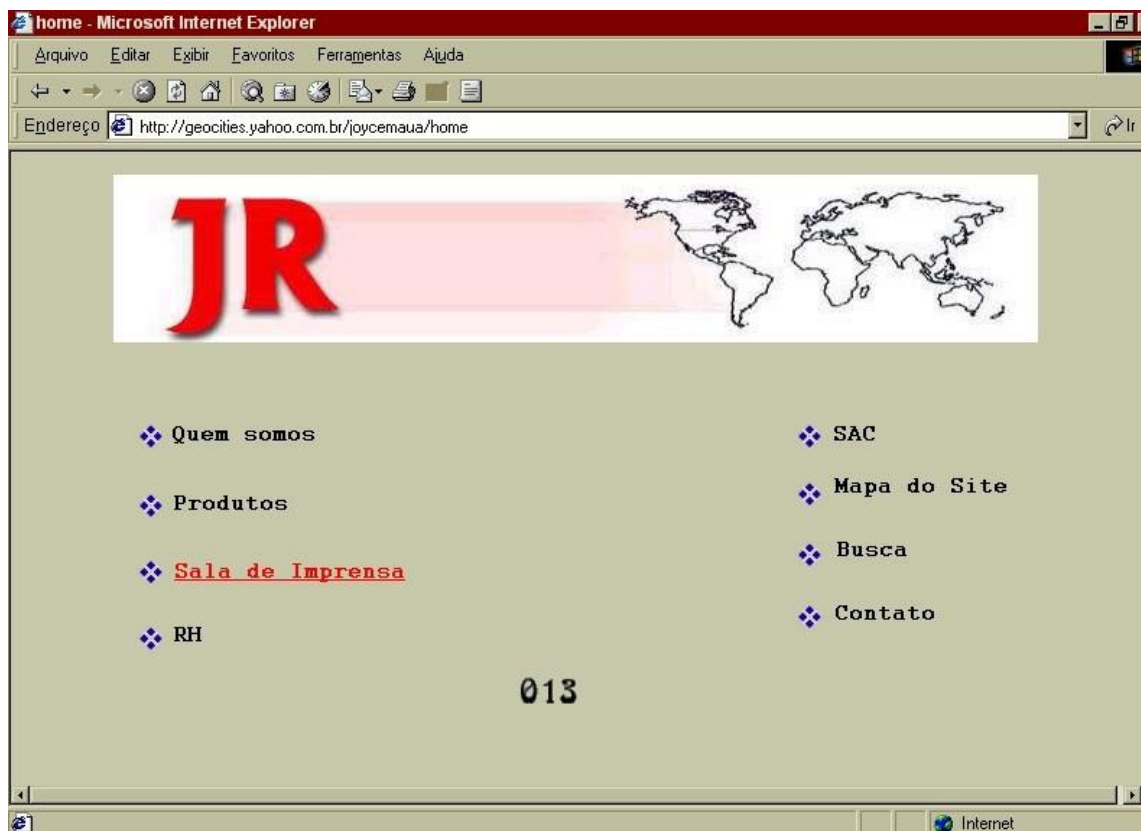 home - Microsoft Internet Explorer
Arquivo Editar Exibir Favoritos Ferramentas Ajuda
Endereço http://geocities.yahoo.com.br/joycemaua/home Ir
JR
Quem somos
Produtos
Sala de Imprensa
RH
SAC
Mapa do Site
Busca
Contato
013
Internet